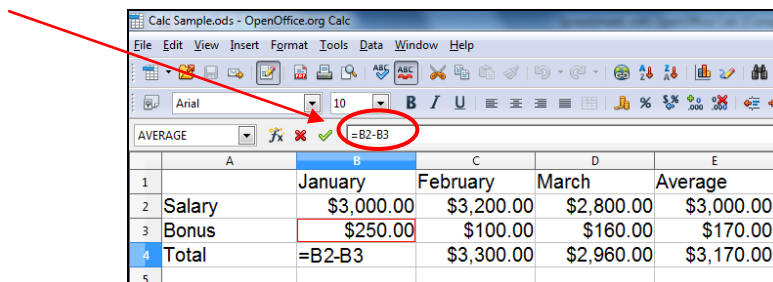 Calc Sample.ods - OpenOffice.org Calc
File Edit View Insert Format Tools Data Window Help
ABC ABC
Arial 10 B I U %
AVERAGE =B2-B3
A B C D E
1 January February March Average
2 Salary $3,000.00 $3,200.00 $2,800.00 $3,000.00
3 Bonus $250.00 $100.00 $160.00 $170.00
4 Total =B2-B3 $3,300.00 $2,960.00 $3,170.00
5